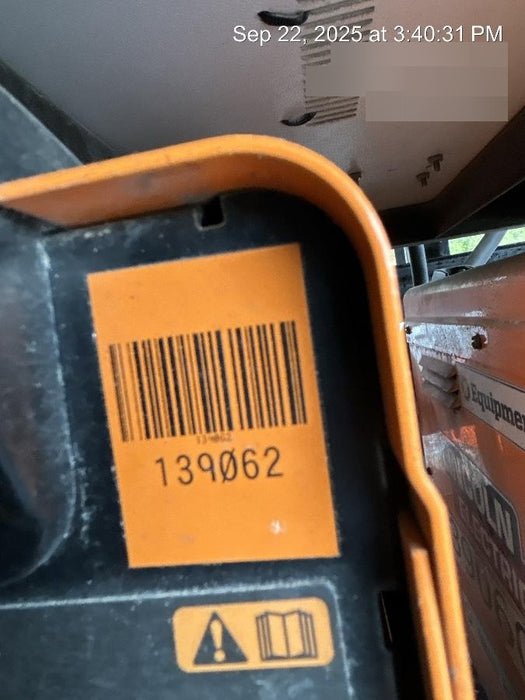 Sep 22, 2025 at 3:40:31 PM
139062
139Ø62
Equipmen